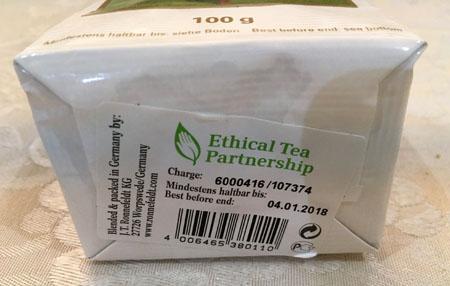 100 g
Mindestens haltbar bis: siehe Boden   Best before end: see bottom
Blended & packed in Germany by:
J. T. Ronnefeldt KG
27726 Worpswede/Germany
www.ronnefeldt.com
Ethical Tea
Partnership
Charge: 6000416/107374
Mindestens haltbar bis:
Best before end: 04.01.2018
4 006465 380110